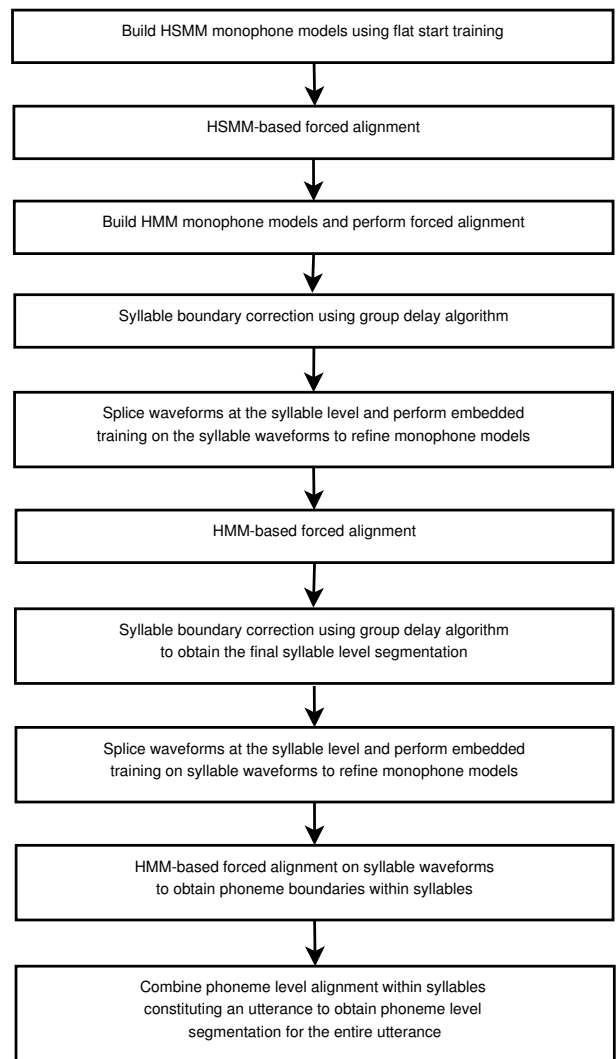 Build HSMM monophone models using flat start training
HSMM-based forced alignment
Build HMM monophone models and perform forced alignment
Syllable boundary correction using group delay algorithm
Splice waveforms at the syllable level and perform embedded
training on the syllable waveforms to refine monophone models
HMM-based forced alignment
Syllable boundary correction using group delay algorithm
to obtain the final syllable level segmentation
Splice waveforms at the syllable level and perform embedded
training on syllable waveforms to refine monophone models
HMM-based forced alignment on syllable waveforms
to obtain phoneme boundaries within syllables
Combine phoneme level alignment within syllables
constituting an utterance to obtain phoneme level
segmentation for the entire utterance